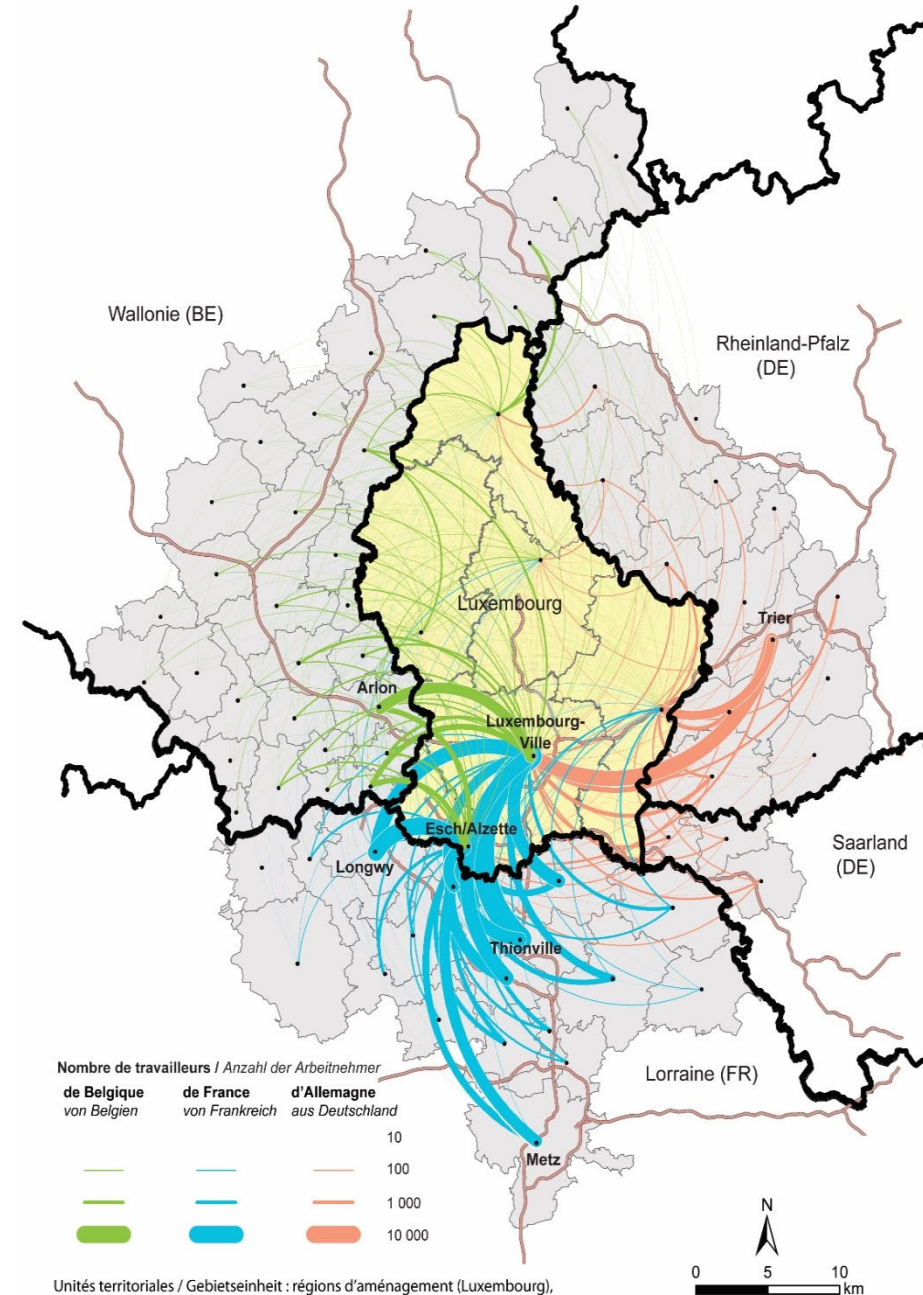 Wallonie (BE)
Rheinland-Pfalz
(DE)
Luxembourg
Trier
Arlon
Luxembourg-
Ville
Esch/Alzette
Longwy
Saarland
(DE)
Thionville
Lorraine (FR)
Metz
Nombre de travailleurs / Anzahl der Arbeitnehmer
de Belgique de France d'Allemagne
von Belgien von Frankreich aus Deutschland
10
100
1 000
10 000
N
0 5 10
km
Unités territoriales / Gebietseinheit : régions d'aménagement (Luxembourg),